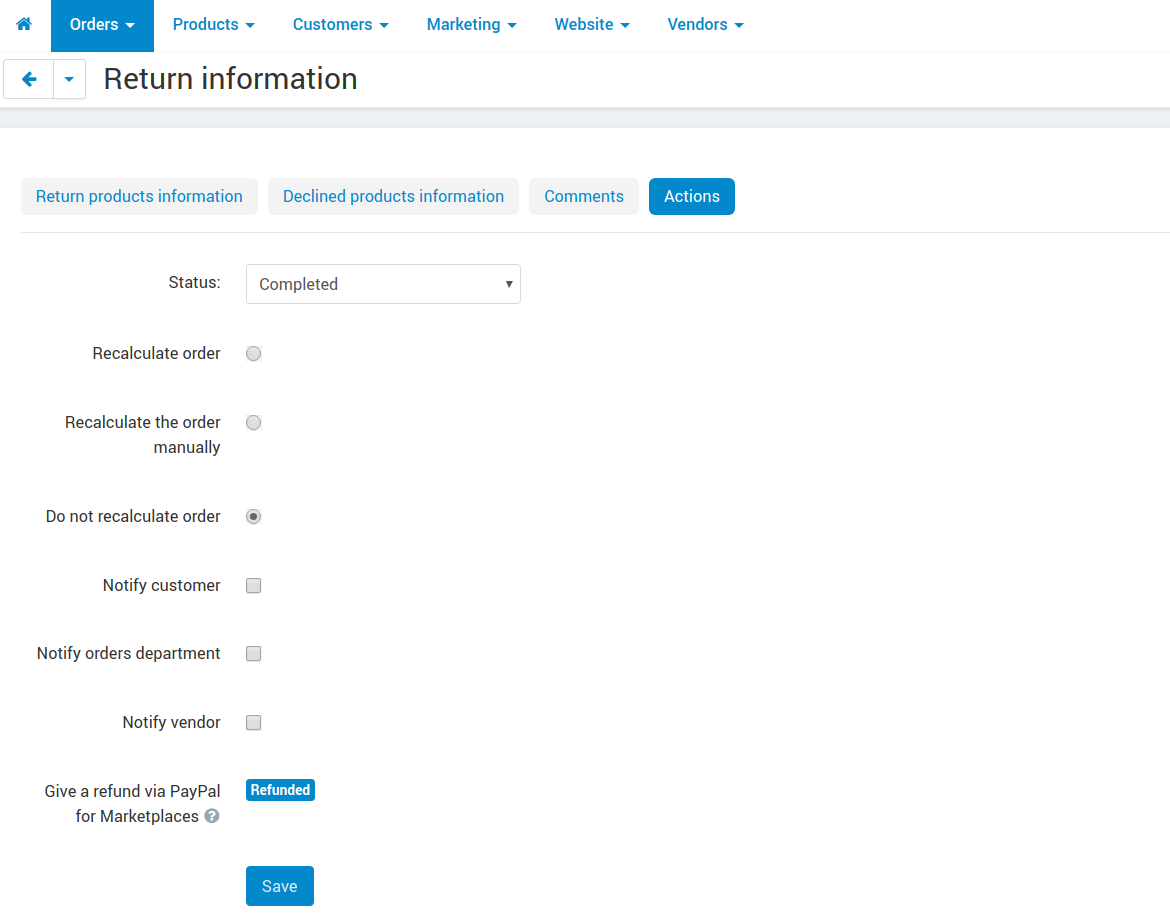 Orders Products Customers Marketing Website Vendors
Return information
Return products information Declined products information Comments Actions
Status: Completed
Recalculate order
Recalculate the order
manually
Do not recalculate order
Notify customer
Notify orders department
Notify vendor
Give a refund via PayPal Refunded
for Marketplaces ?
Save